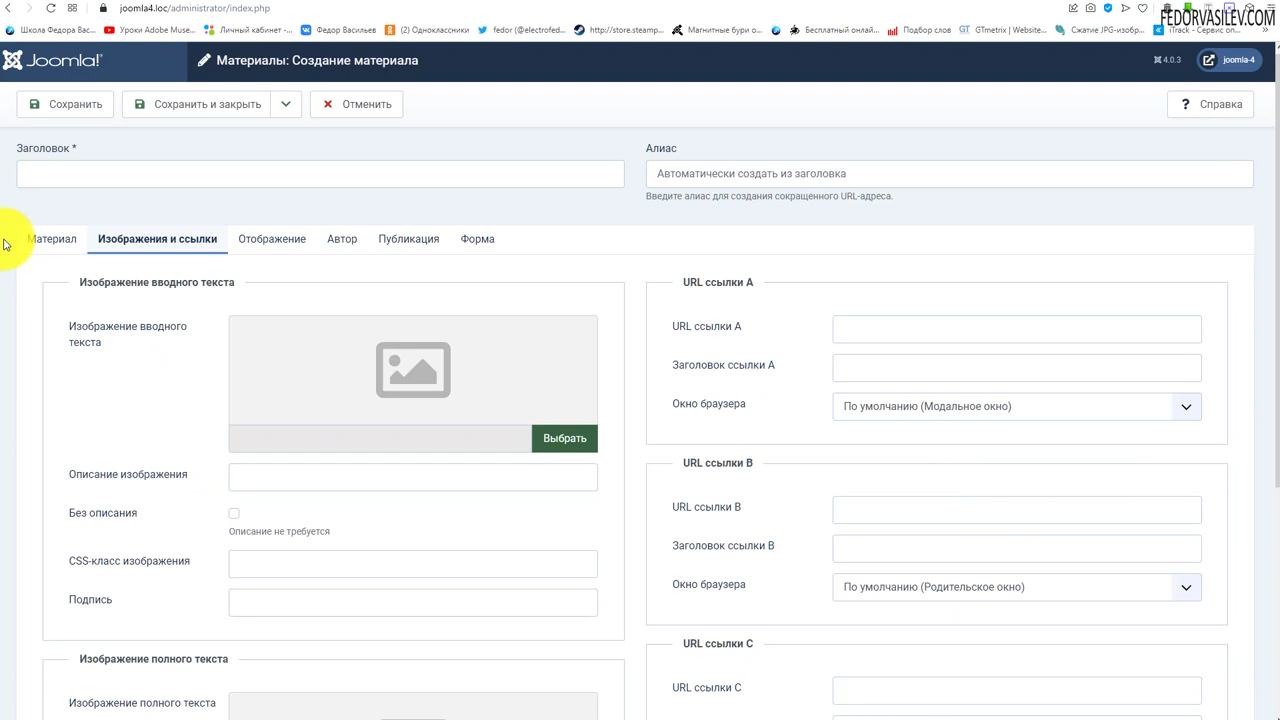 joomla4.loc/administrator/index.php
FEDORVASILEV.COM
Школа Федора Вас...
Уроки Adobe Muse...
Личный кабинет -...
Федор Васильев
(2) Одноклассники
fedor (@electrofed...
http://store.steamp...
Магнитные бури о...
Бесплатный онлай...
Подбор слов
GTmetrix | Website...
Сжатие JPG-изобр...
iTrack - Сервис оп...
Joomla!
Материалы: Создание материала
4.0.3
joomla-4
Сохранить
Сохранить и закрыть
Отменить
? Справка
Заголовок *
Алиас
Автоматически создать из заголовка
Введите алиас для создания сокращенного URL-адреса.
Материал
Изображения и ссылки
Отображение
Автор
Публикация
Форма
Изображение вводного текста
Изображение вводного
текста
Выбрать
Описание изображения
Без описания
Описание не требуется
CSS-класс изображения
Подпись
Изображение полного текста
Изображение полного текста
URL ссылки A
URL ссылки A
Заголовок ссылки A
Окно браузера
По умолчанию (Модальное окно)
URL ссылки B
URL ссылки B
Заголовок ссылки B
Окно браузера
По умолчанию (Родительское окно)
URL ссылки C
URL ссылки C